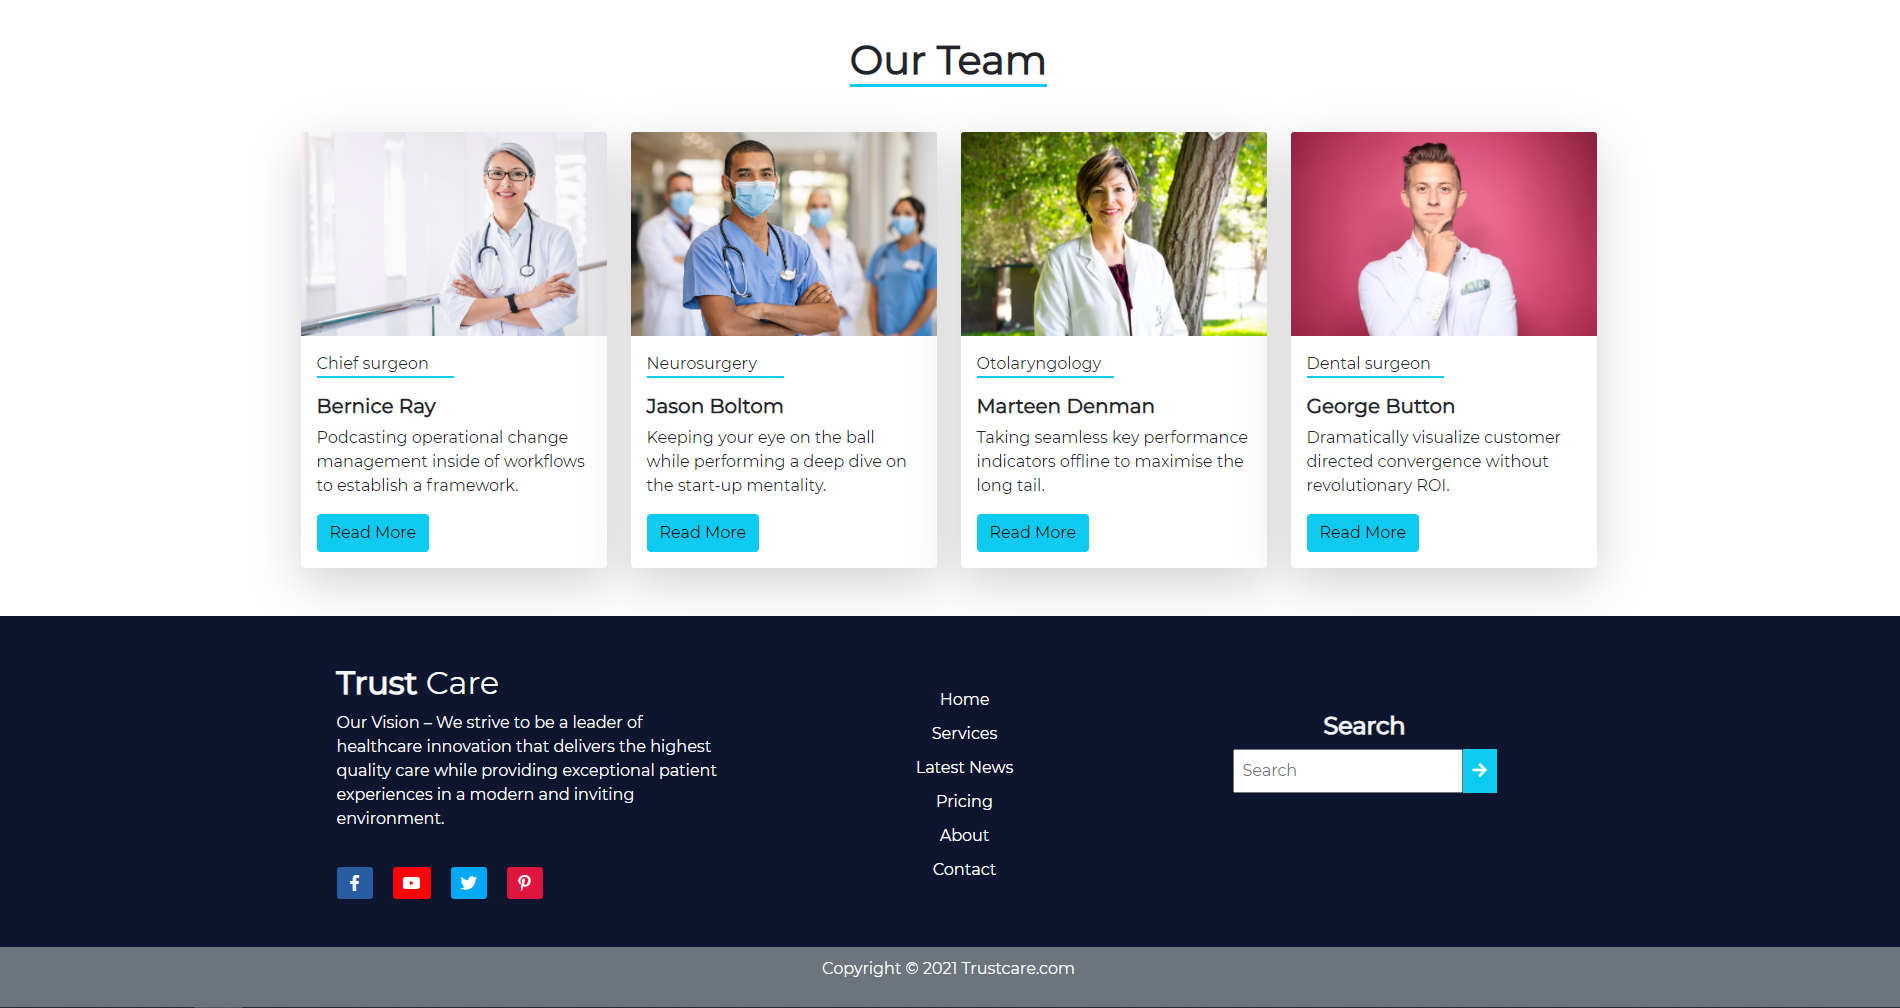 Our Team
Chief surgeon
Bernice Ray
Podcasting operational change
management inside of workflows
to establish a framework.
Read More
Neurosurgery
Jason Boltom
Keeping your eye on the ball
while performing a deep dive on
the start-up mentality.
Read More
Otolaryngology
Marteen Denman
Taking seamless key performance
indicators offline to maximise the
long tail.
Read More
Dental surgeon
George Button
Dramatically visualize customer
directed convergence without
revolutionary ROI.
Read More
Trust Care
Our Vision – We strive to be a leader of
healthcare innovation that delivers the highest
quality care while providing exceptional patient
experiences in a modern and inviting
environment.
Home
Services
Latest News
Pricing
About
Contact
Search
Search
Copyright © 2021 Trustcare.com